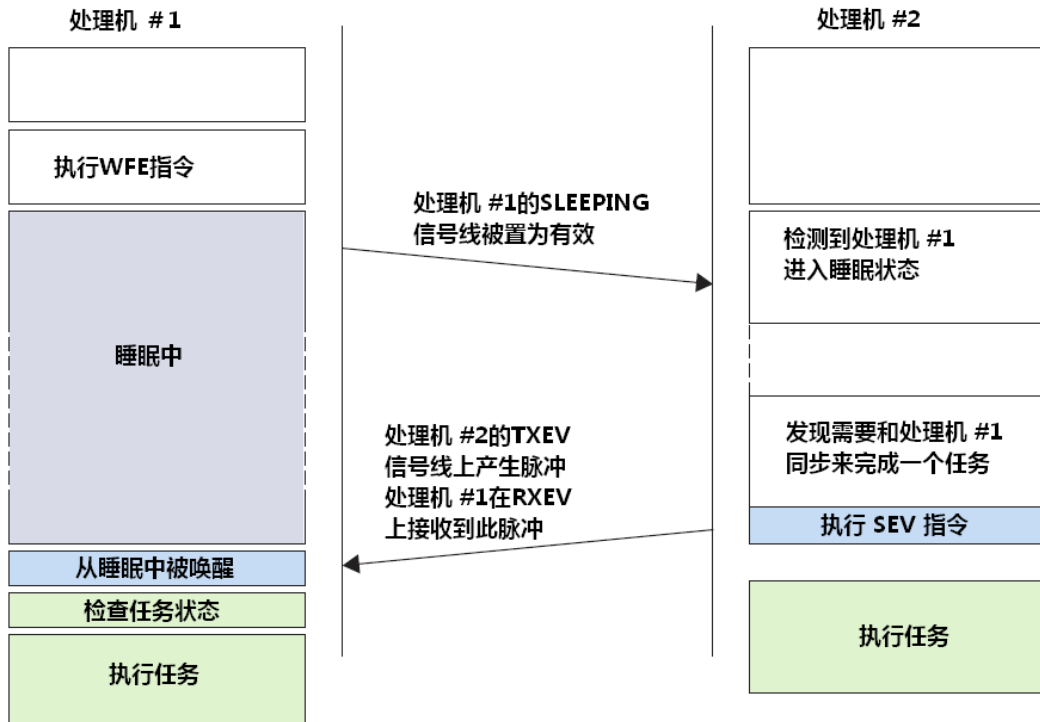 处理机 #1
执行WFE指令
睡眠中
从睡眠中被唤醒
检查任务状态
执行任务
处理机 #1的SLEEPING
信号线被置为有效
处理机 #2的TXEV
信号线上产生脉冲
处理机 #1在RXEV
上接收到此脉冲
处理机 #2
检测到处理机 #1
进入睡眠状态
发现需要和处理机 #1
同步来完成一个任务
执行 SEV 指令
执行任务